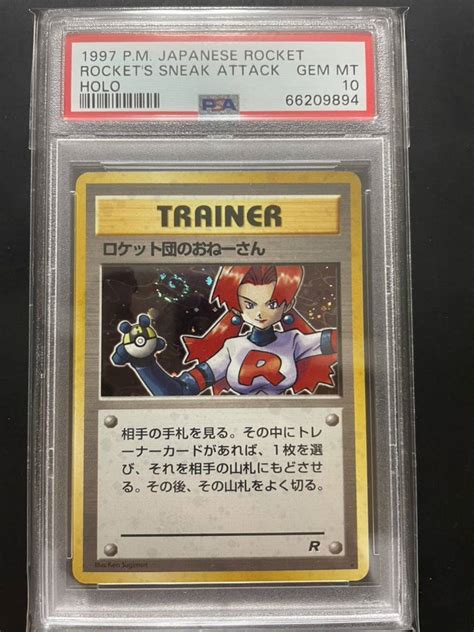 1997 P.M. JAPANESE ROCKET
ROCKET'S SNEAK ATTACK GEM MT
HOLO 10
PSA 66209894
TRAINER
ロケット団のおねーさん
R
相手の手札を見る。その中にトレ
ーナーカードがあれば、1枚を選
び、それを相手の山札にもどさせ
る。その後、その山札をよく切る。
R
Illus. Ken Sugimori